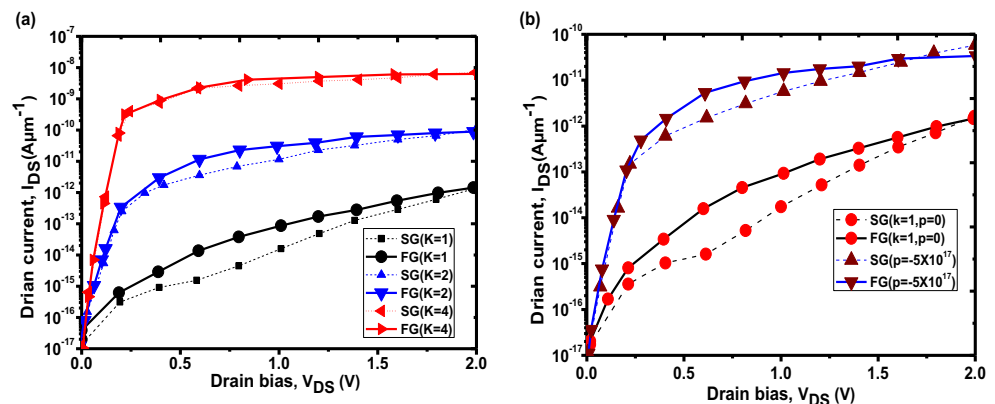 (a)
Drian current, I_DS(Aµm⁻¹)
10⁻⁷
10⁻⁸
10⁻⁹
10⁻¹⁰
10⁻¹¹
10⁻¹²
10⁻¹³
10⁻¹⁴
10⁻¹⁵
10⁻¹⁶
10⁻¹⁷
0.0 0.5 1.0 1.5 2.0
Drain bias, V_DS (V)
SG(K=1)
FG(K=1)
SG(K=2)
FG(K=2)
SG(K=4)
FG(K=4)
(b)
Drian current, I_DS(Aµm⁻¹)
10⁻¹⁰
10⁻¹¹
10⁻¹²
10⁻¹³
10⁻¹⁴
10⁻¹⁵
10⁻¹⁶
10⁻¹⁷
0.0 0.5 1.0 1.5 2.0
Drain bias, V_DS (V)
SG(k=1,p=0)
FG(k=1,p=0)
SG(p=-5X10¹⁷)
FG(p=-5X10¹⁷)